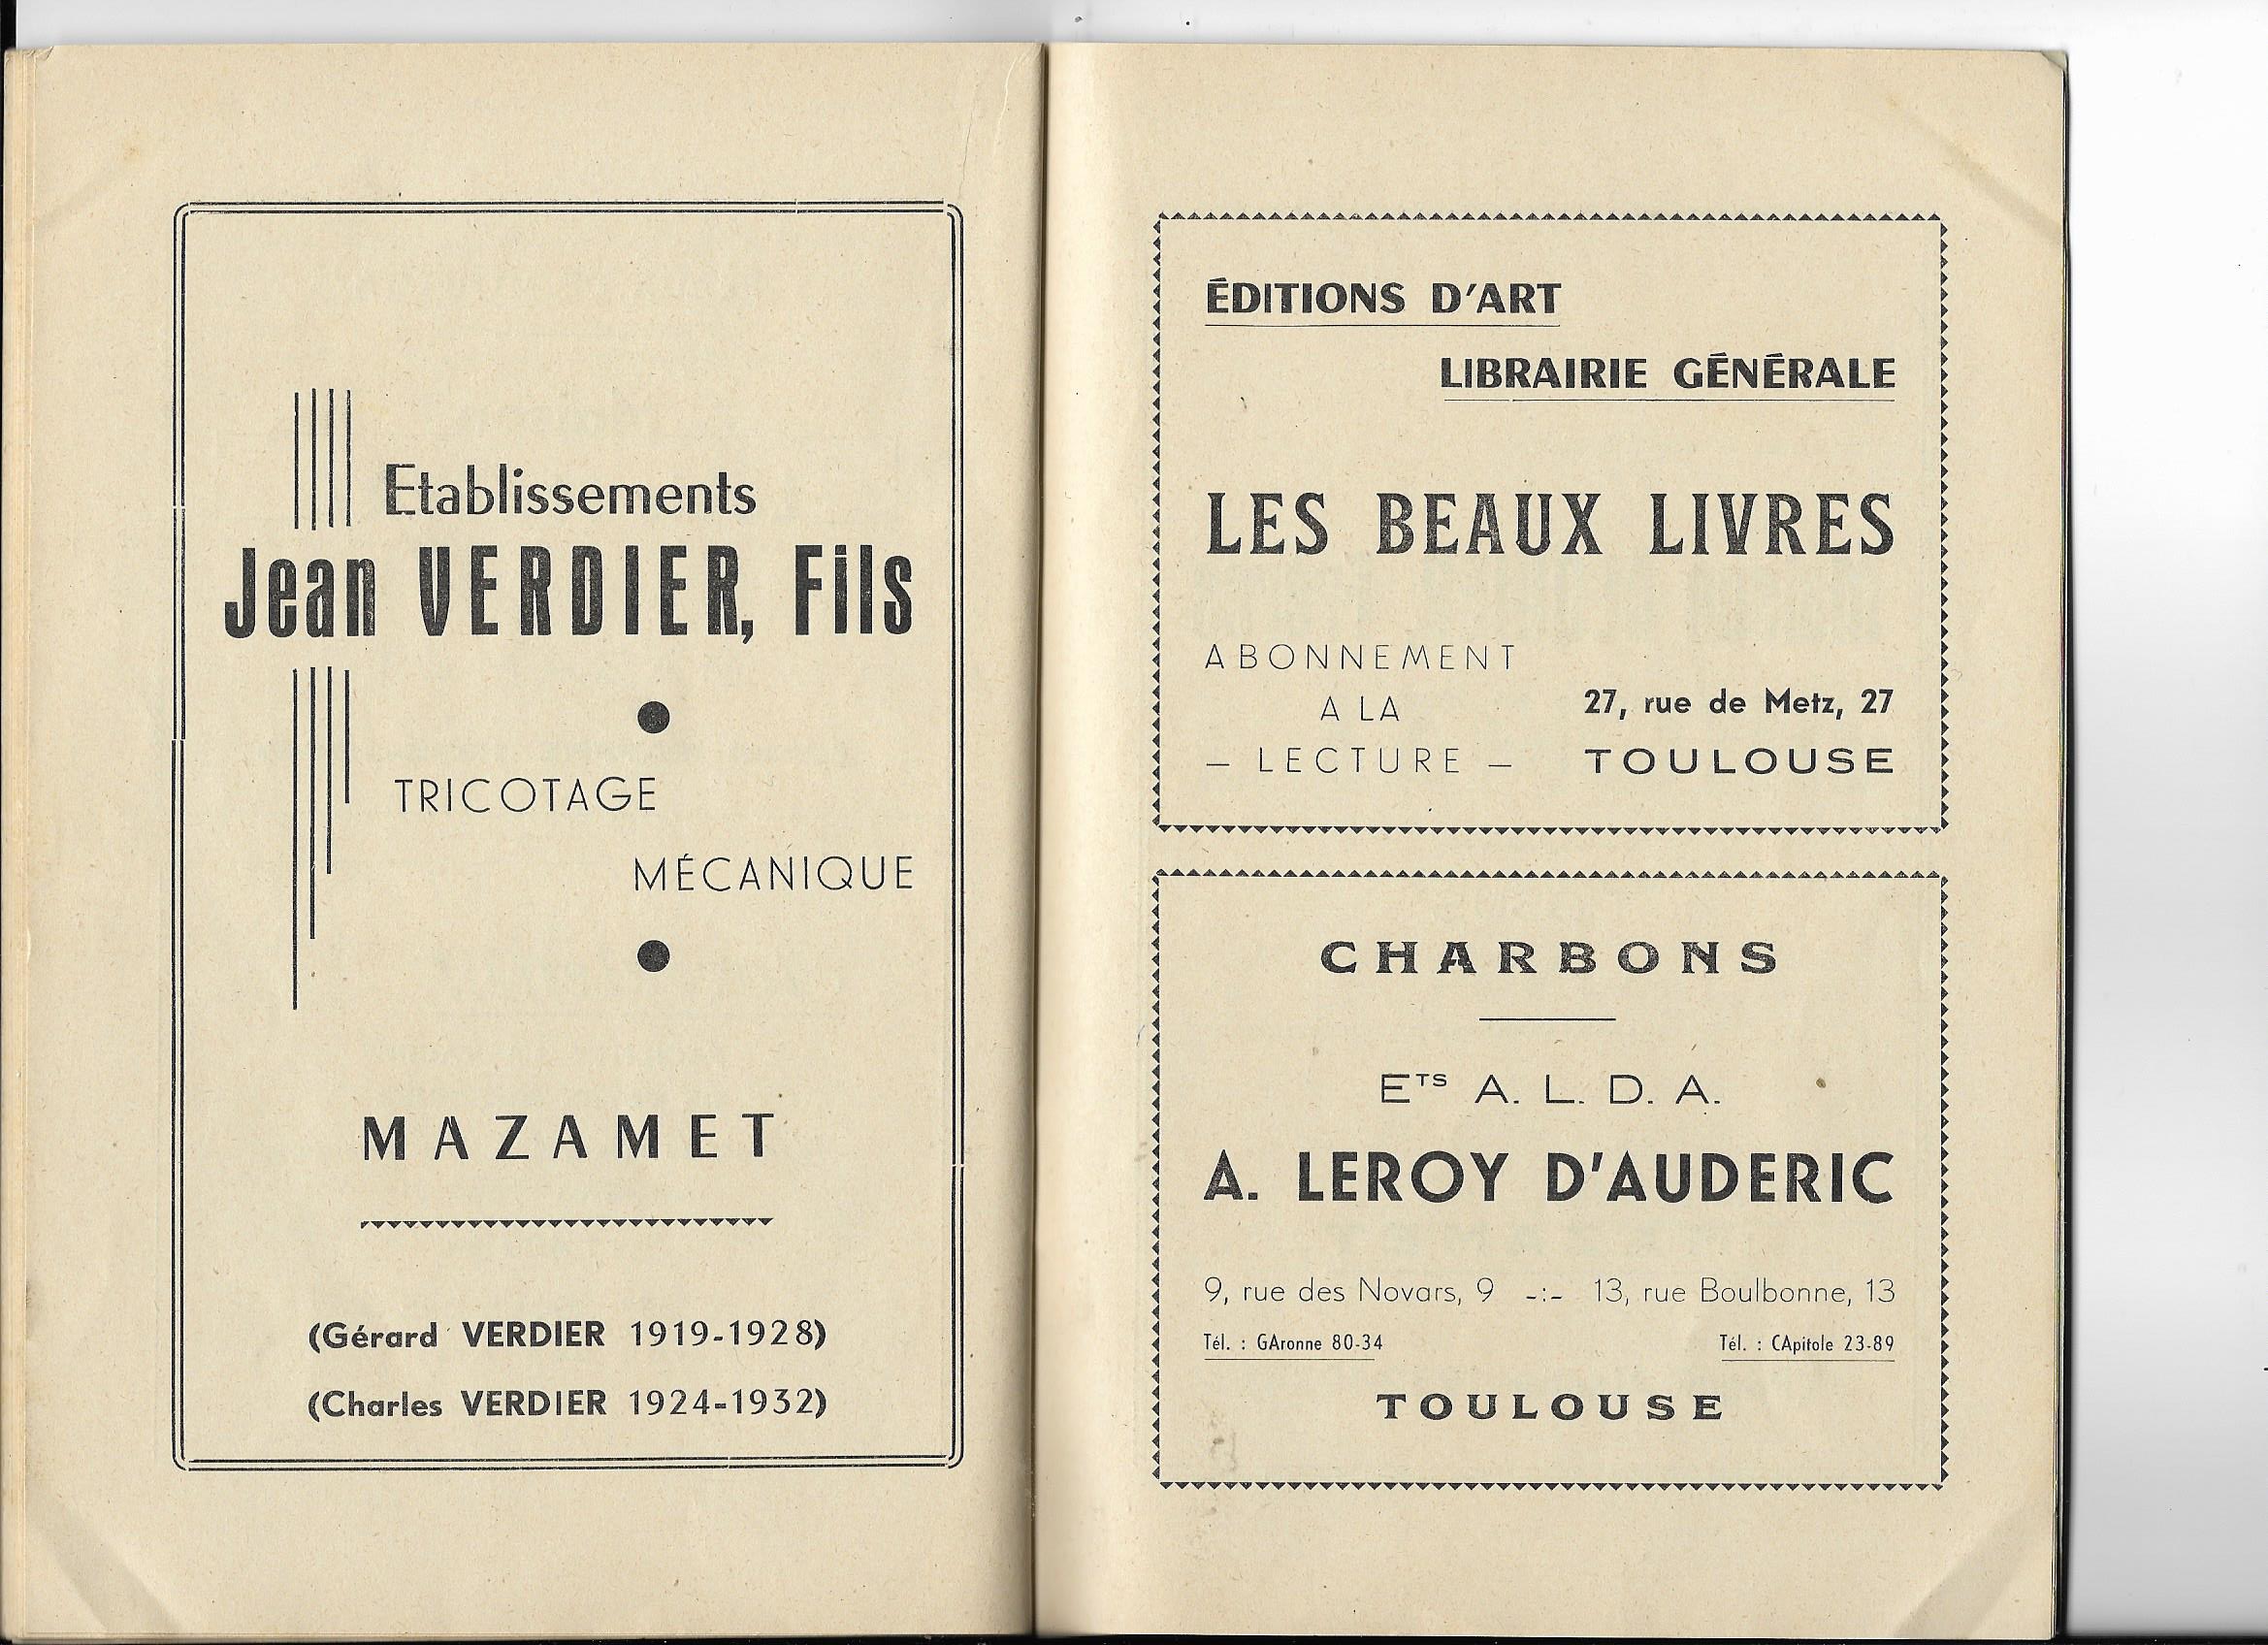 Etablissements
Jean VERDIER, Fils
TRICOTAGE
MÉCANIQUE
MAZAMET
(Gérard VERDIER 1919-1928)
(Charles VERDIER 1924-1932)
ÉDITIONS D'ART
LIBRAIRIE GÉNÉRALE
LES BEAUX LIVRES
ABONNEMENT
A LA
— LECTURE —
27, rue de Metz, 27
TOULOUSE
CHARBONS
ETS A. L. D. A.
A. LEROY D'AUDERIC
9, rue des Novars, 9 -:- 13, rue Boulbonne, 13
Tél. : GAronne 80-34 Tél. : CApitole 23-89
TOULOUSE